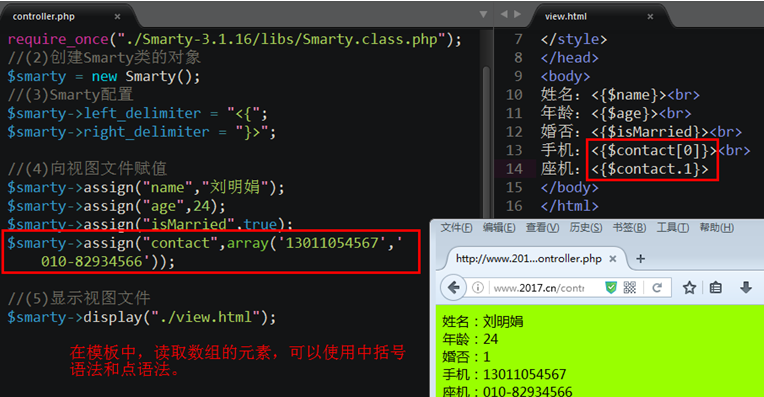 controller.php
require_once("./Smarty-3.1.16/libs/Smarty.class.php");
//(2)创建Smarty类的对象
$smarty = new Smarty();
//(3)Smarty配置
$smarty->left_delimiter = "<{";
$smarty->right_delimiter = "}>";
//(4)向视图文件赋值
$smarty->assign("name","刘明娟");
$smarty->assign("age",24);
$smarty->assign("isMarried",true);
$smarty->assign("contact",array('13011054567','
010-82934566'));
//(5)显示视图文件
$smarty->display("./view.html");
在模板中，读取数组的元素，可以使用中括号
语法和点语法。
view.html
7 </style>
8 </head>
9 <body>
10 姓名：<{$name}><br>
11 年龄：<{$age}><br>
12 婚否：<{$isMarried}><br>
13 手机：<{$contact[0]}><br>
14 座机：<{$contact.1}>
15 </body>
16 </html>
文件(F) 编辑(E) 查看(V) 历史(S) 书签(B) 工具(T) 帮助(H)
http://www.201...ontroller.php
www.2017.cn/contr
姓名：刘明娟
年龄：24
婚否：1
手机：13011054567
座机：010-82934566